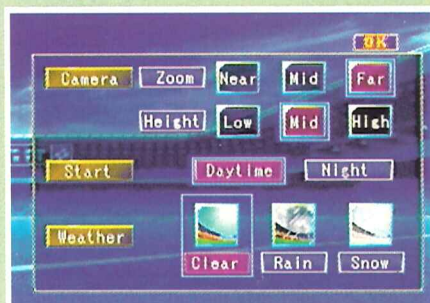 OK
Camera Zoom Near Mid Far
Height Low Mid High
Start Daytime Night
Weather
Clear Rain Snow